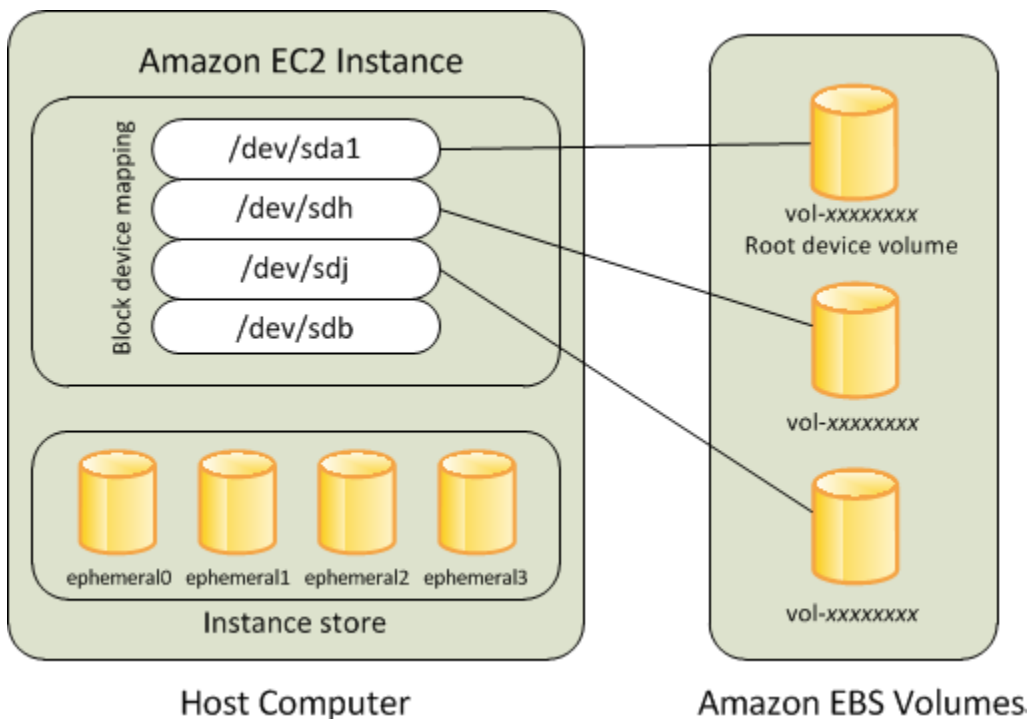 Amazon EC2 Instance
Block device mapping
/dev/sda1
/dev/sdh
/dev/sdj
/dev/sdb
ephemeral0
ephemeral1
ephemeral2
ephemeral3
Instance store
Host Computer
vol-xxxxxxxx
Root device volume
vol-xxxxxxxx
vol-xxxxxxxx
Amazon EBS Volumes